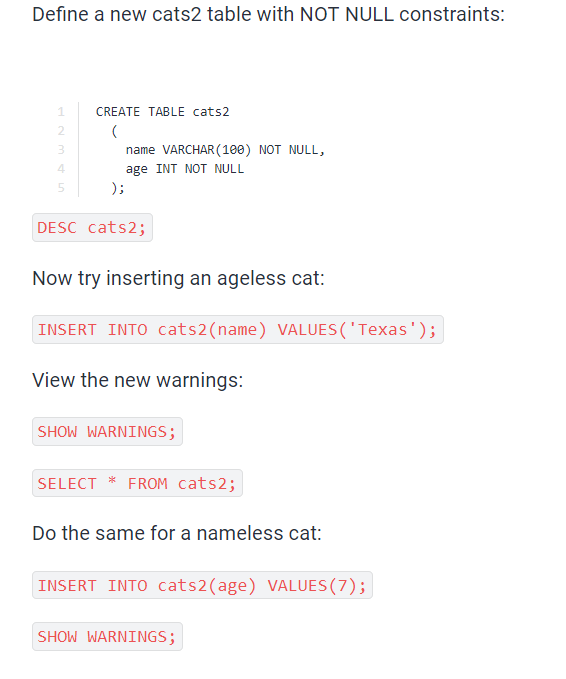 Define a new cats2 table with NOT NULL constraints:
1 CREATE TABLE cats2
2 (
3 name VARCHAR(100) NOT NULL,
4 age INT NOT NULL
5 );
DESC cats2;
Now try inserting an ageless cat:
INSERT INTO cats2(name) VALUES('Texas');
View the new warnings:
SHOW WARNINGS;
SELECT * FROM cats2;
Do the same for a nameless cat:
INSERT INTO cats2(age) VALUES(7);
SHOW WARNINGS;